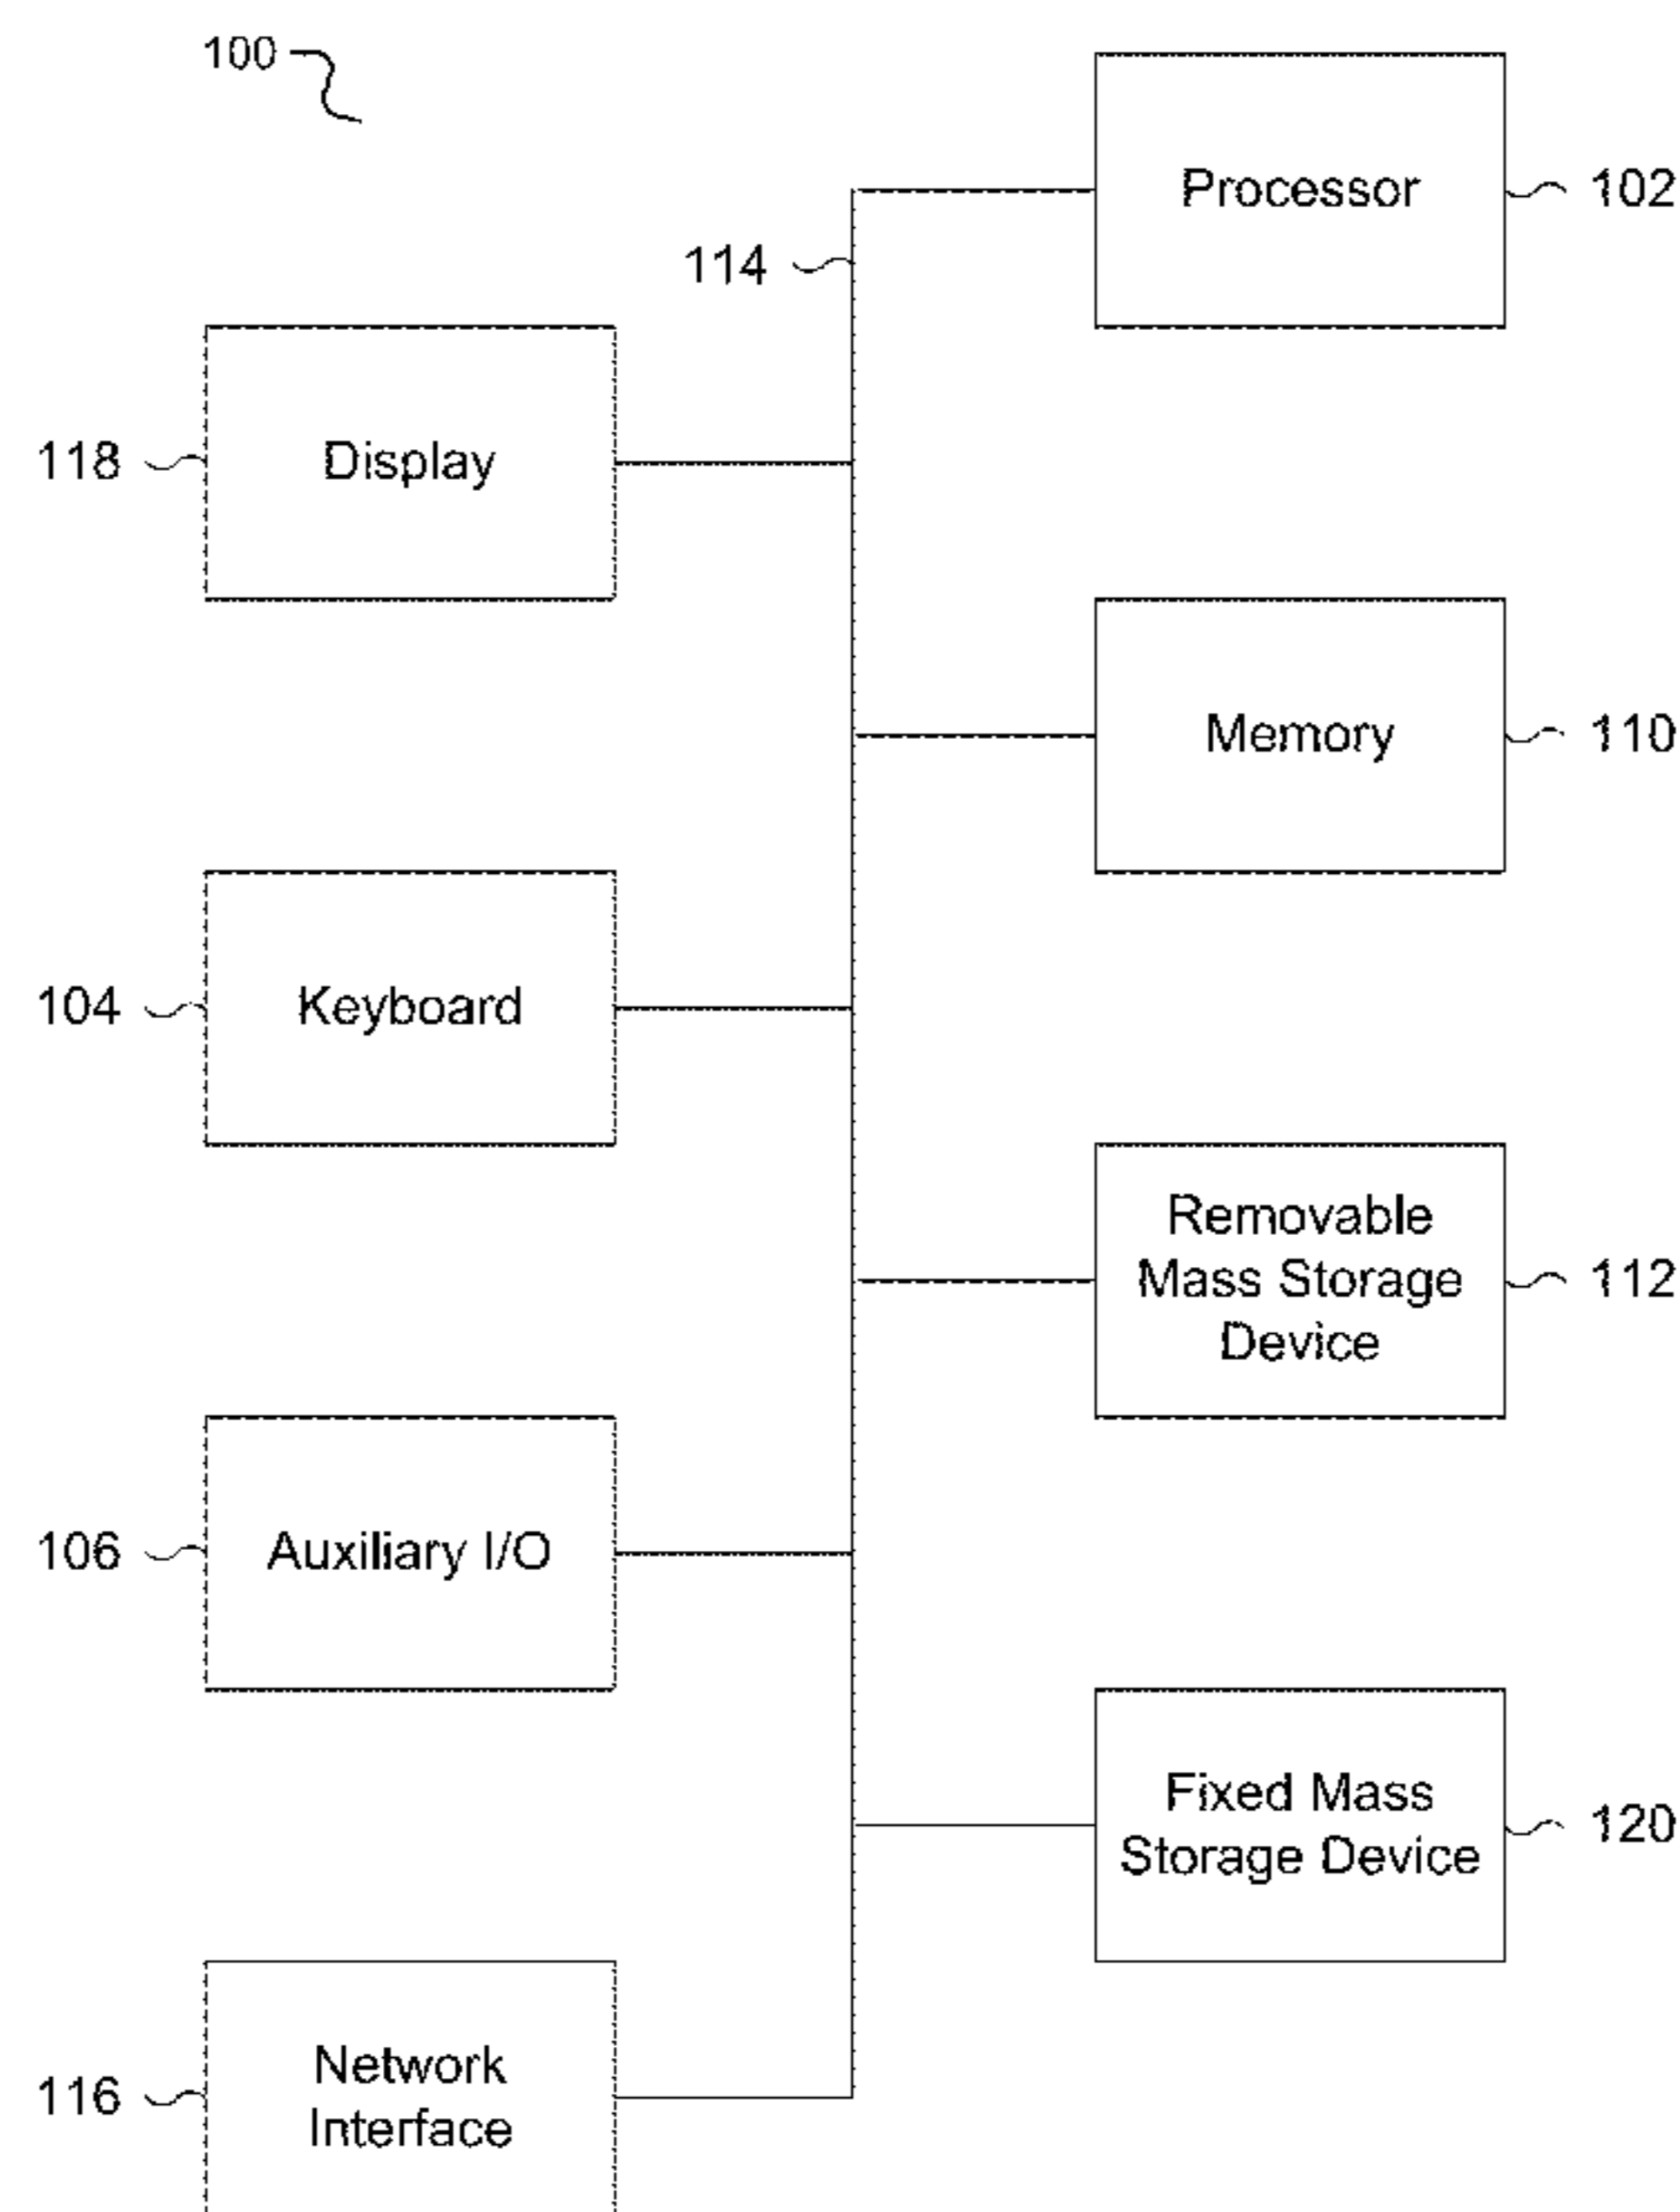 100
Processor
102
114
118
Display
Memory
110
104
Keyboard
Removable
Mass Storage
Device
112
106
Auxiliary I/O
Fixed Mass
Storage Device
120
116
Network
Interface